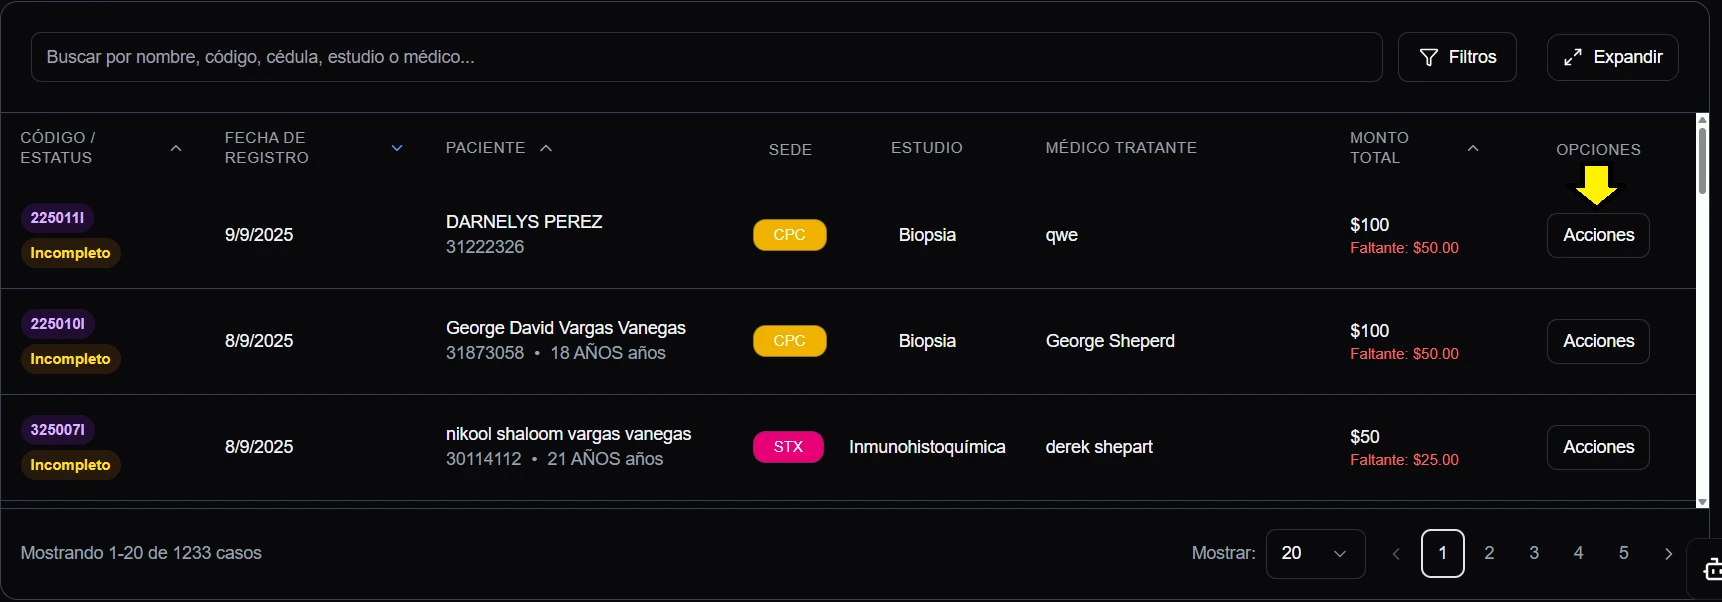 Buscar por nombre, código, cédula, estudio o médico...
Filtros
Expandir
CÓDIGO /
ESTATUS
FECHA DE
REGISTRO
PACIENTE
SEDE
ESTUDIO
MÉDICO TRATANTE
MONTO
TOTAL
OPCIONES
225011I
Incompleto
9/9/2025
DARNELYS PEREZ
31222326
CPC
Biopsia
qwe
$100
Faltante: $50.00
Acciones
225010I
Incompleto
8/9/2025
George David Vargas Vanegas
31873058 • 18 AÑOS años
CPC
Biopsia
George Sheperd
$100
Faltante: $50.00
Acciones
325007I
Incompleto
8/9/2025
nikool shaloom vargas vanegas
30114112 • 21 AÑOS años
STX
Inmunohistoquímica
derek shepart
$50
Faltante: $25.00
Acciones
Mostrando 1-20 de 1233 casos
Mostrar:
20
1
2
3
4
5